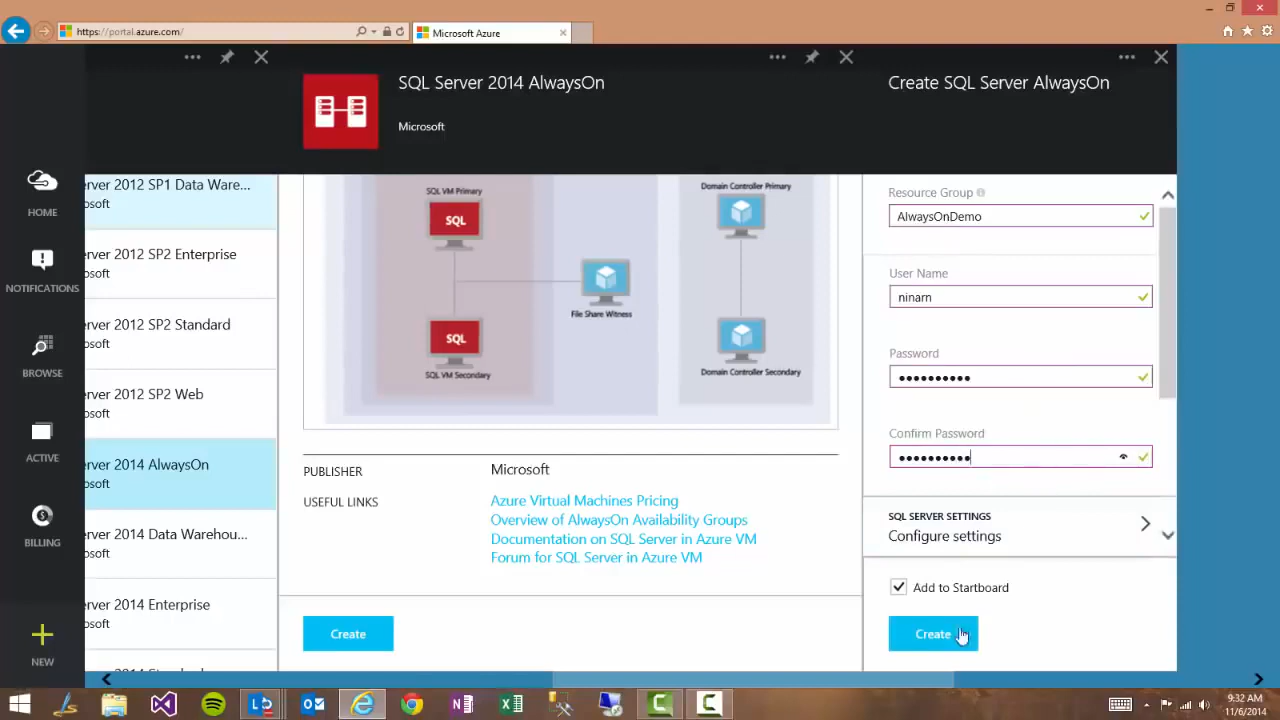 https://portal.azure.com/
Microsoft Azure
HOME
NOTIFICATIONS
BROWSE
ACTIVE
BILLING
NEW
erver 2012 SP1 Data Ware...
osoft
erver 2012 SP2 Enterprise
osoft
erver 2012 SP2 Standard
osoft
erver 2012 SP2 Web
osoft
erver 2014 AlwaysOn
osoft
erver 2014 Data Warehou...
osoft
erver 2014 Enterprise
osoft
SQL Server 2014 AlwaysOn
Microsoft
SQL VM Primary
SQL
SQL
SQL VM Secondary
File Share Witness
Domain Controller Primary
Domain Controller Secondary
PUBLISHER
Microsoft
USEFUL LINKS
Azure Virtual Machines Pricing
Overview of AlwaysOn Availability Groups
Documentation on SQL Server in Azure VM
Forum for SQL Server in Azure VM
Create
Create SQL Server AlwaysOn
Resource Group
AlwaysOnDemo
User Name
ninarn
Password
Confirm Password
SQL SERVER SETTINGS
Configure settings
Add to Startboard
Create
9:32 AM
11/6/2014